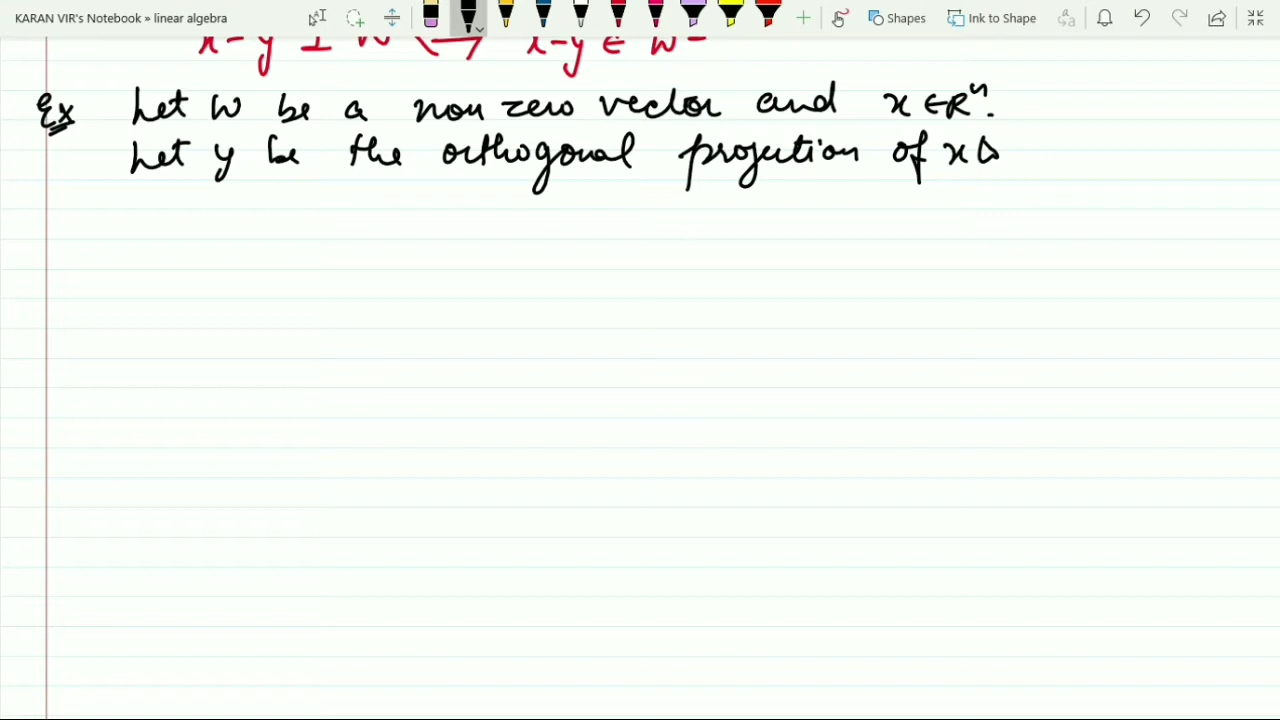 KARAN VIR's Notebook » linear algebra
Shapes
Ink to Shape
x-y ⊥ W ⟷ x-y ∈ W⊥
Ex Let W be a non zero vector and x ∈ Rⁿ.
Let y be the orthogonal projection of x